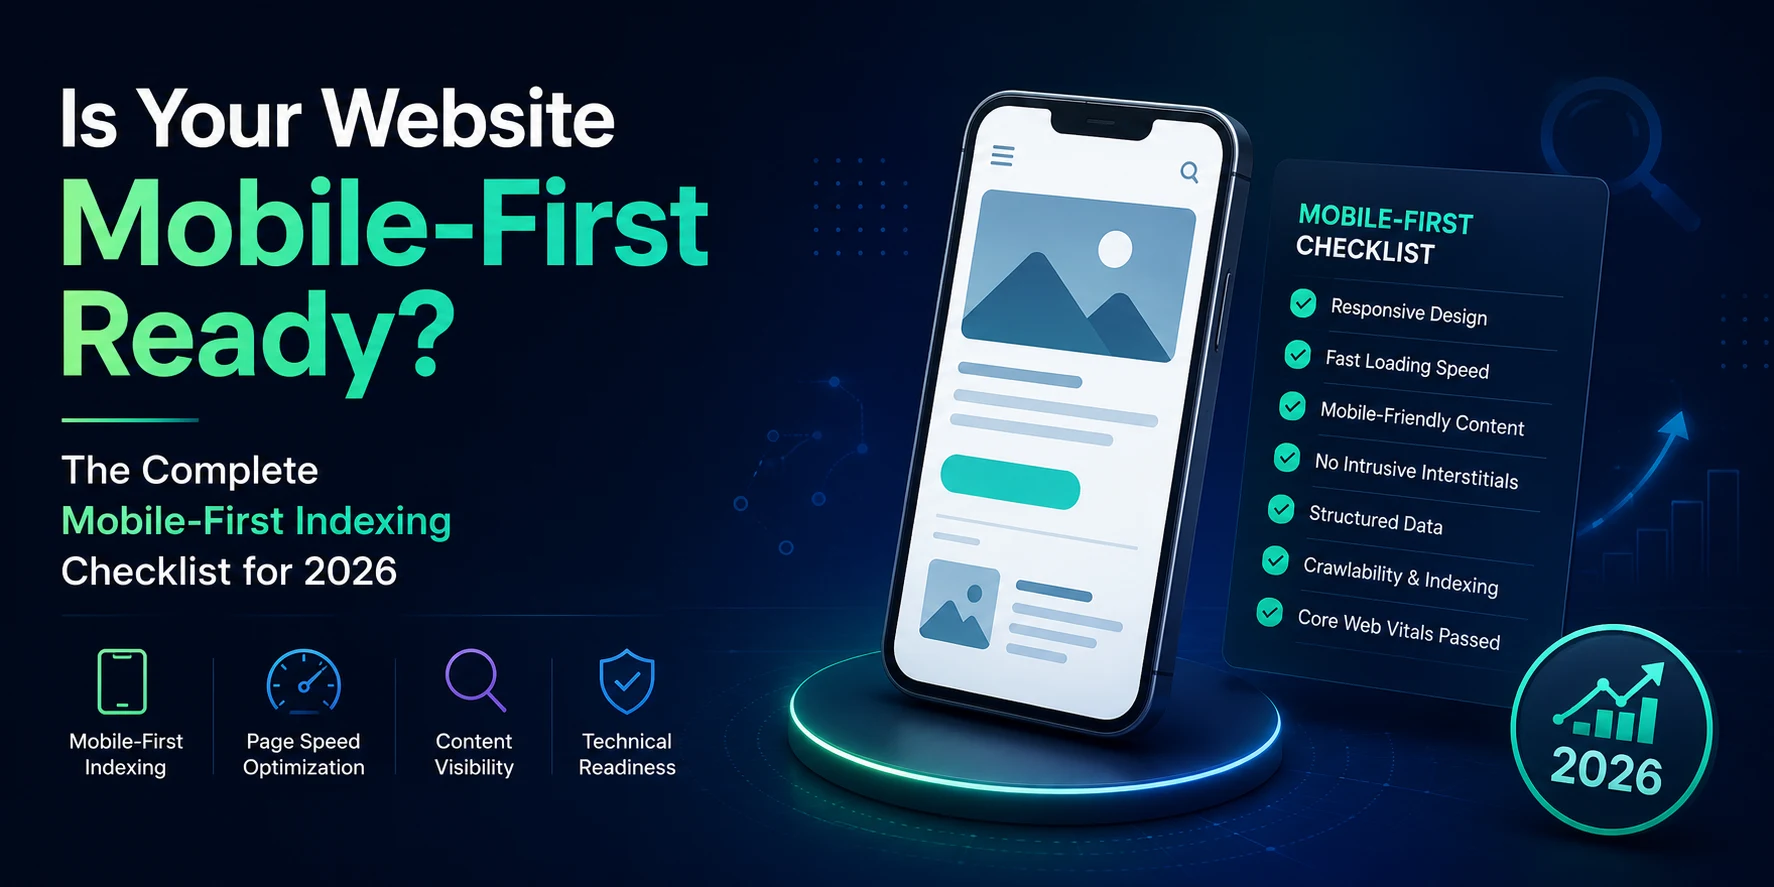 Is Your Website
Mobile-First
Ready?
The Complete
Mobile-First Indexing
Checklist for 2026
Mobile-First
Indexing
Page Speed
Optimization
Content
Visibility
Technical
Readiness
MOBILE-FIRST
CHECKLIST
Responsive Design
Fast Loading Speed
Mobile-Friendly Content
No Intrusive Interstitials
Structured Data
Crawlability & Indexing
Core Web Vitals Passed
2026